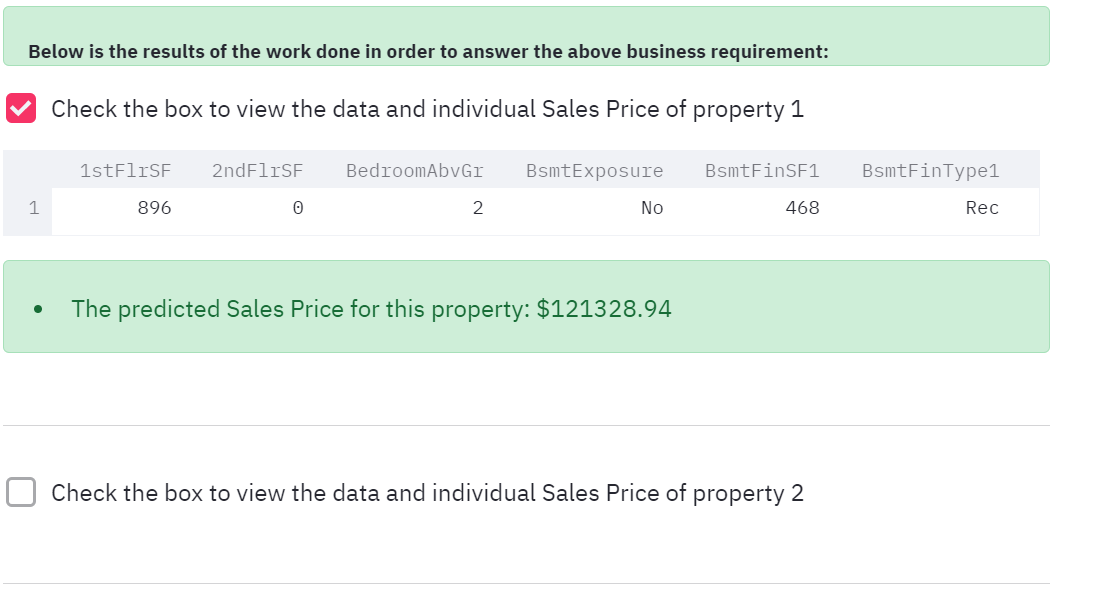 Below is the results of the work done in order to answer the above business requirement:
Check the box to view the data and individual Sales Price of property 1
1stFlrSF 2ndFlrSF BedroomAbvGr BsmtExposure BsmtFinSF1 BsmtFinType1
1 896 0 2 No 468 Rec
• The predicted Sales Price for this property: $121328.94
Check the box to view the data and individual Sales Price of property 2